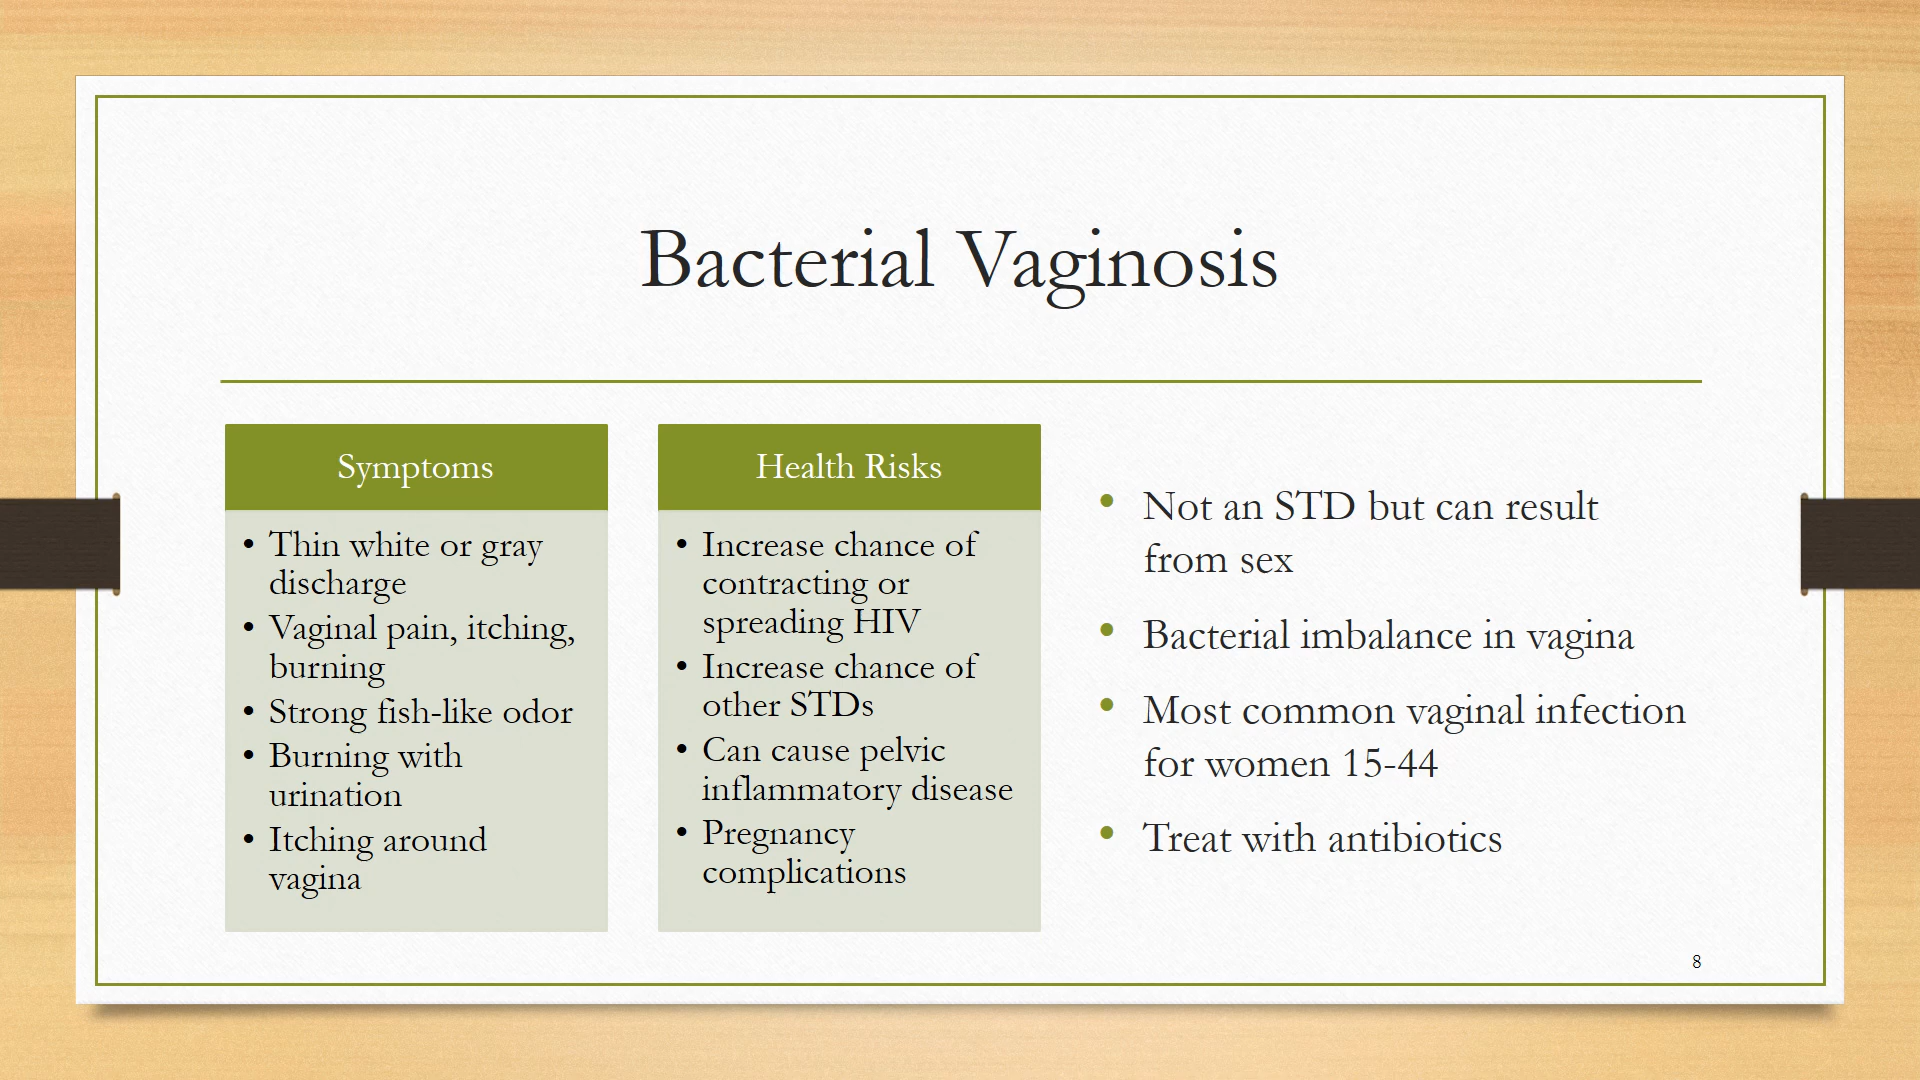 Bacterial Vaginosis
Symptoms
• Thin white or gray
discharge
• Vaginal pain, itching,
burning
• Strong fish-like odor
• Burning with
urination
• Itching around
vagina
Health Risks
• Increase chance of
contracting or
spreading HIV
• Increase chance of
other STDs
• Can cause pelvic
inflammatory disease
• Pregnancy
complications
• Not an STD but can result
from sex
• Bacterial imbalance in vagina
• Most common vaginal infection
for women 15-44
• Treat with antibiotics
8